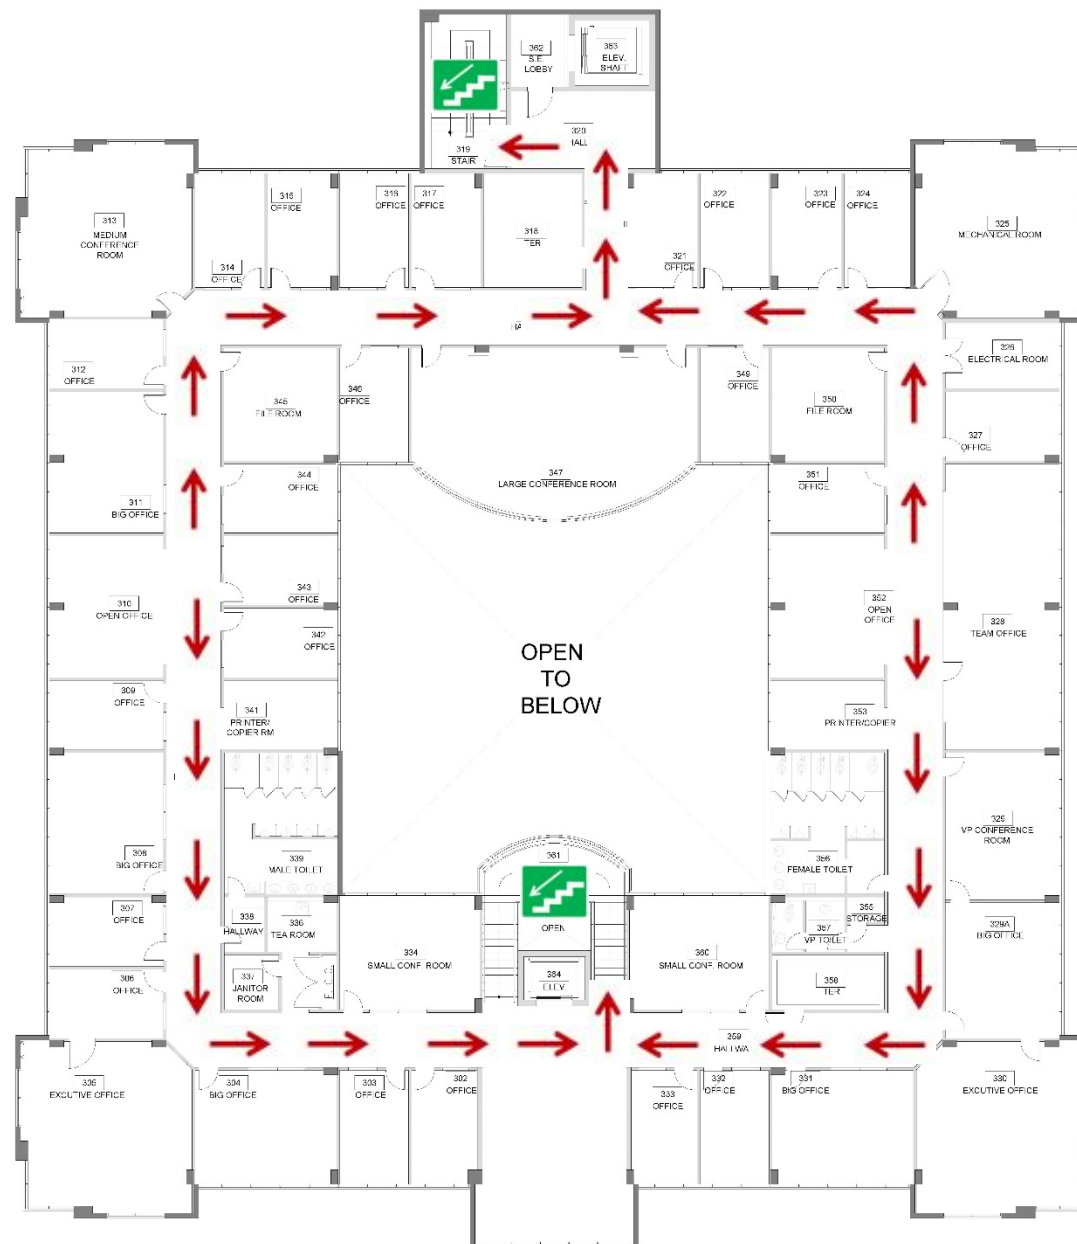 362
S.E.
LOBBY
363
ELEV.
SHAFT
320
HALL
319
STAIR
313
MEDIUM
CONFERENCE
ROOM
314
OFFICE
315
OFFICE
316
OFFICE
317
OFFICE
318
TER
321
OFFICE
322
OFFICE
323
OFFICE
324
OFFICE
325
MECHANICAL ROOM
HA
312
OFFICE
326
ELECTRICAL ROOM
345
FILE ROOM
346
OFFICE
349
OFFICE
350
FILE ROOM
327
OFFICE
311
BIG OFFICE
344
OFFICE
347
LARGE CONFERENCE ROOM
351
OFFICE
310
OPEN OFFICE
343
OFFICE
342
OFFICE
352
OPEN
OFFICE
328
TEAM OFFICE
OPEN
TO
BELOW
309
OFFICE
341
PRINTER/
COPIER RM
353
PRINTER/COPIER
308
BIG OFFICE
339
MALE TOILET
361
OPEN
356
FEMALE TOILET
329
VP CONFERENCE
ROOM
307
OFFICE
338
HALLWAY
336
TEA ROOM
334
SMALL CONF. ROOM
360
SMALL CONF. ROOM
357
VP TOILET
355
STORAGE
329A
BIG OFFICE
306
OFFICE
337
JANITOR
ROOM
364
ELEV
358
TER
359
HALLWA
305
EXCUTIVE OFFICE
304
BIG OFFICE
303
OFFICE
302
OFFICE
333
OFFICE
332
OFFICE
331
BIG OFFICE
330
EXCUTIVE OFFICE